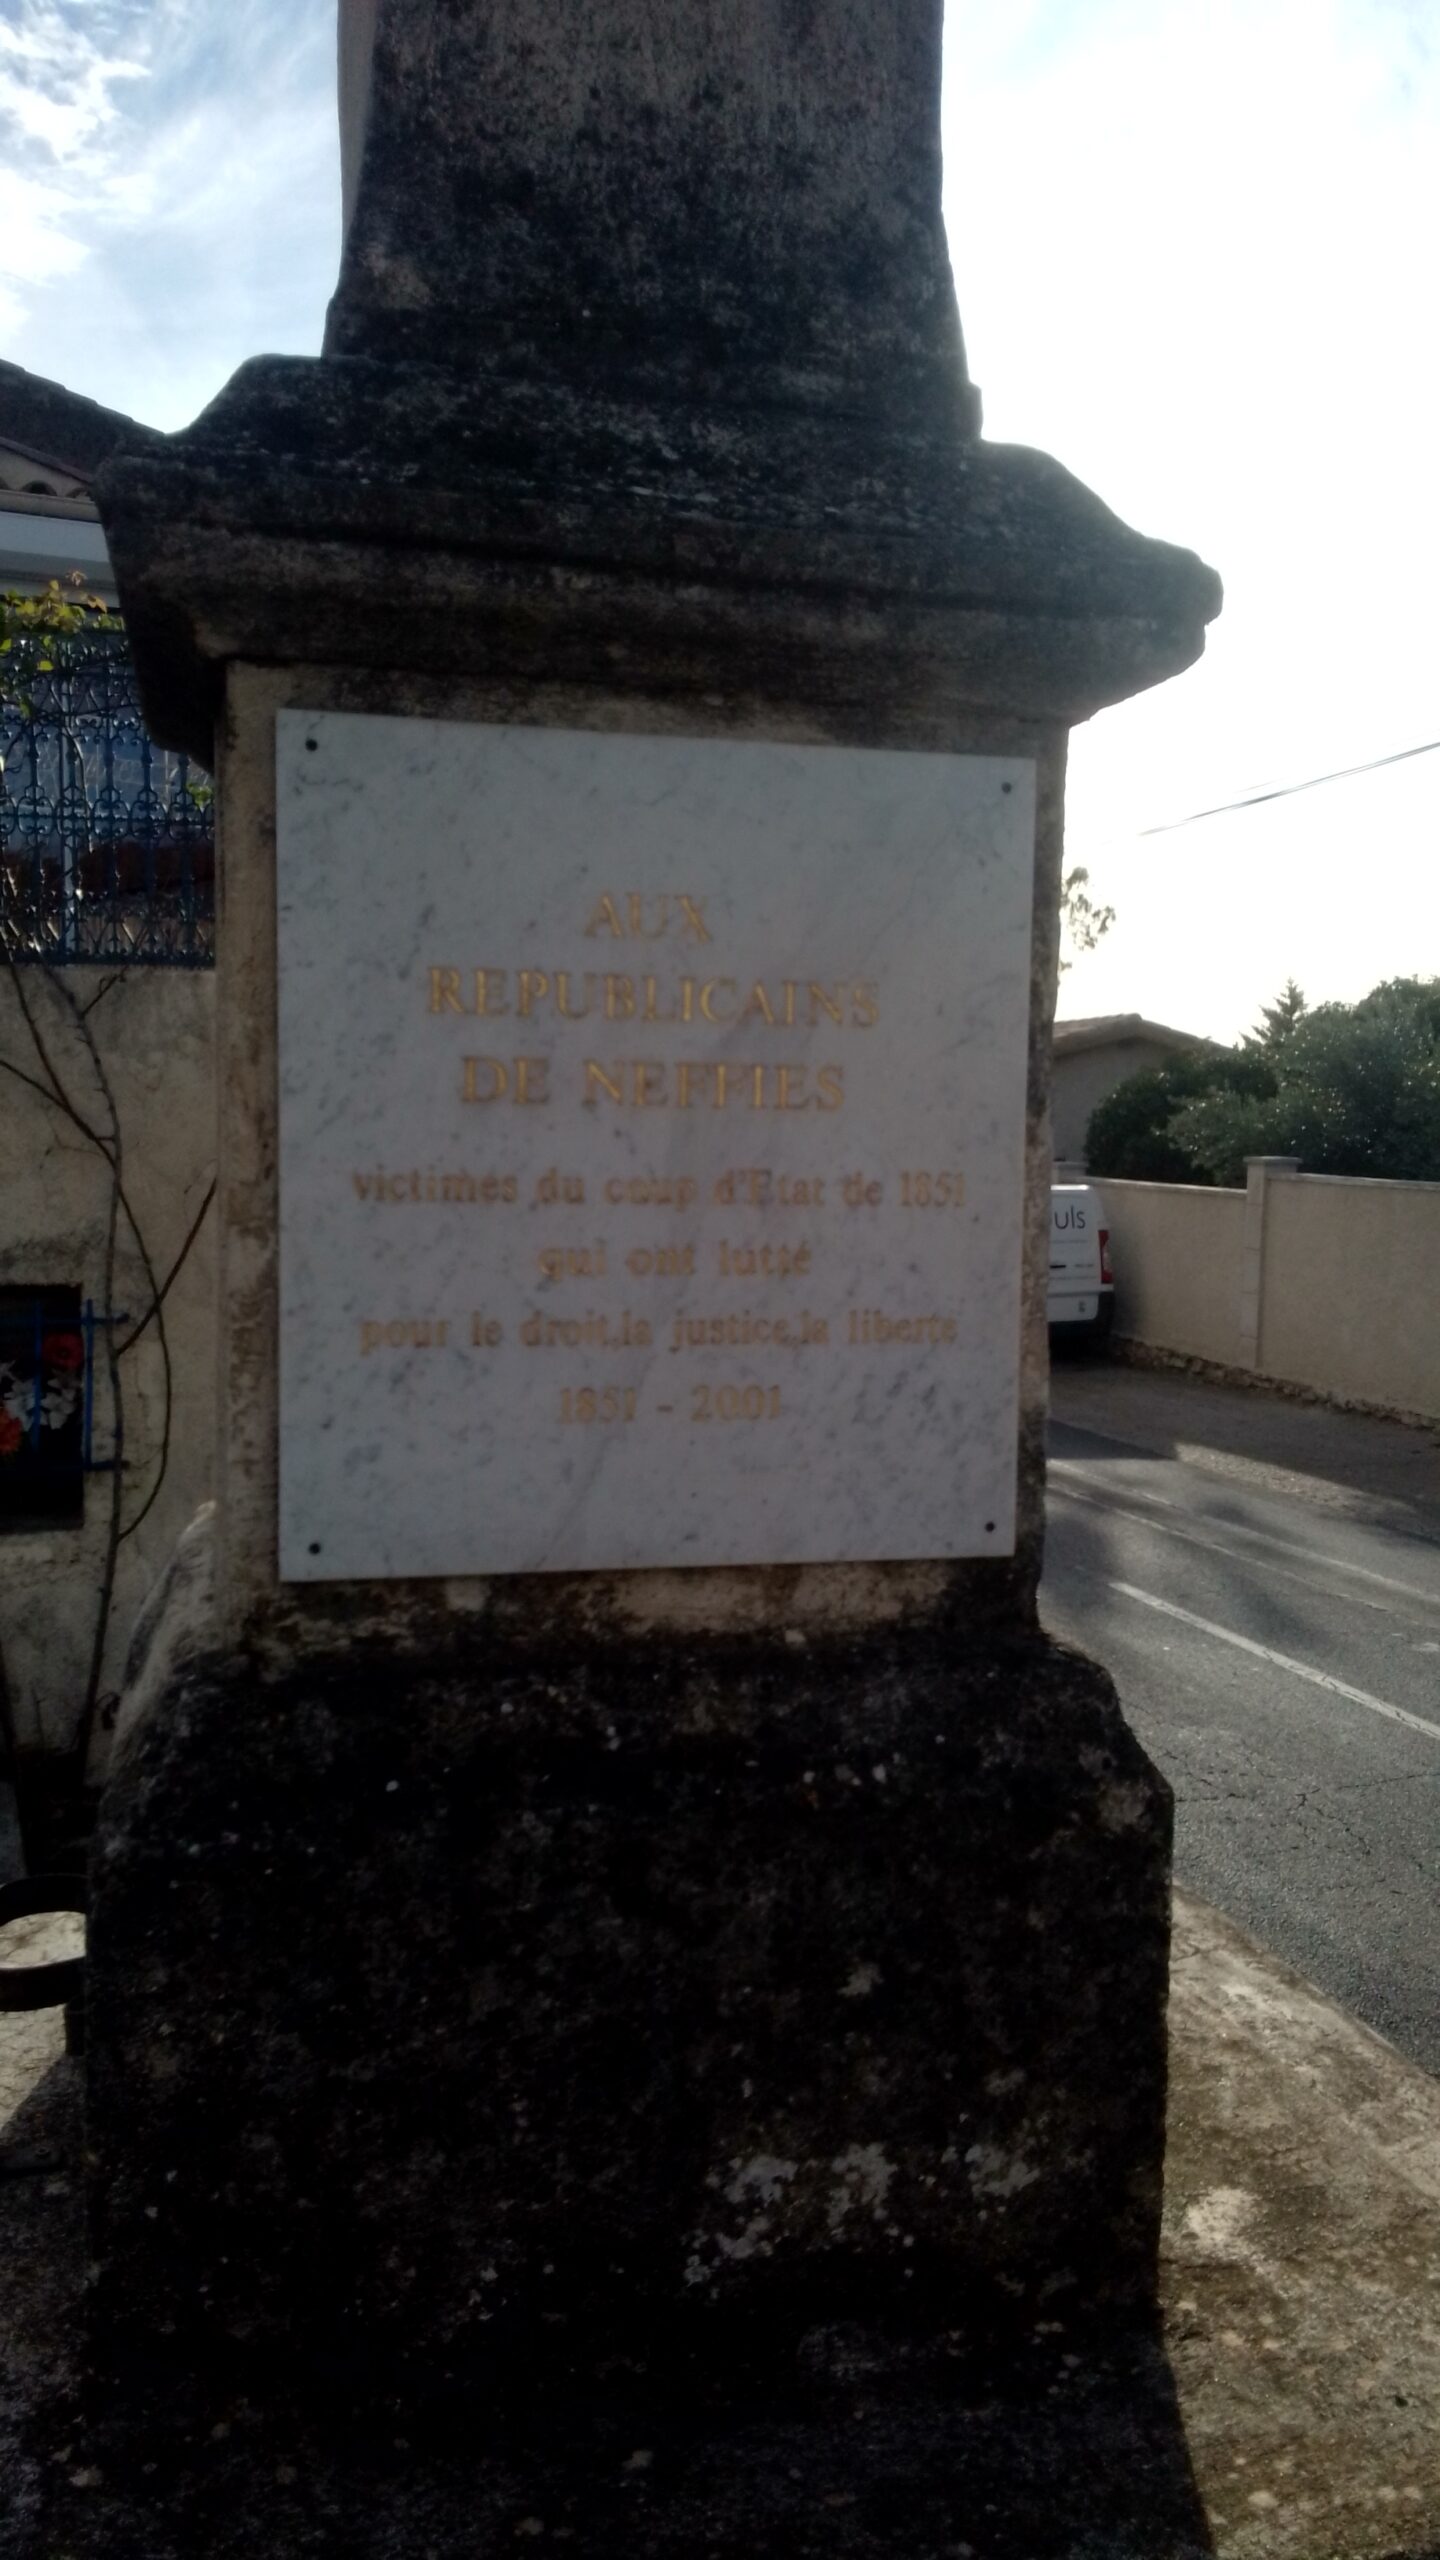 AUX
REPUBLICAINS
DE NEFFIES
victimes du coup d'Etat de 1851
qui ont lutté
pour le droit,la justice,la liberté
1851 - 2001
uls